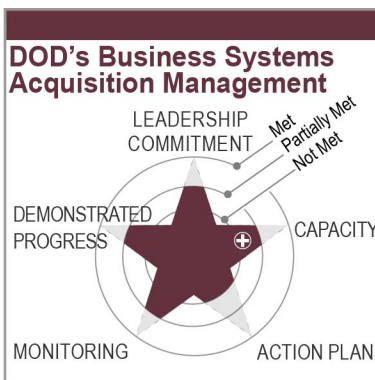 DOD's Business Systems
Acquisition Management
LEADERSHIP
COMMITMENT
Met
Partially Met
Not Met
DEMONSTRATED
PROGRESS
CAPACITY
MONITORING
ACTION PLAN